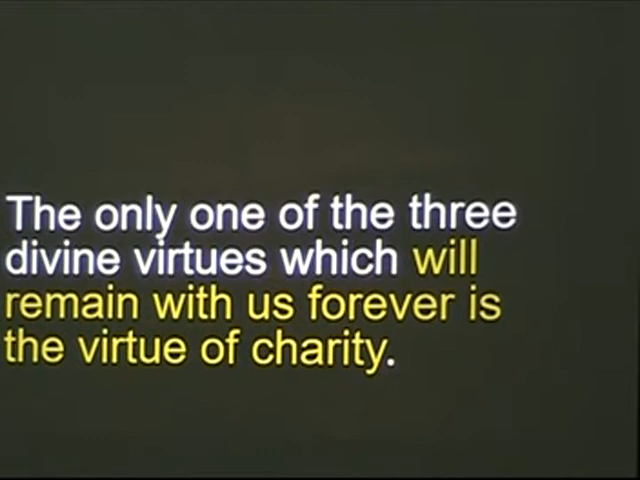 The only one of the three
divine virtues which will
remain with us forever is
the virtue of charity.